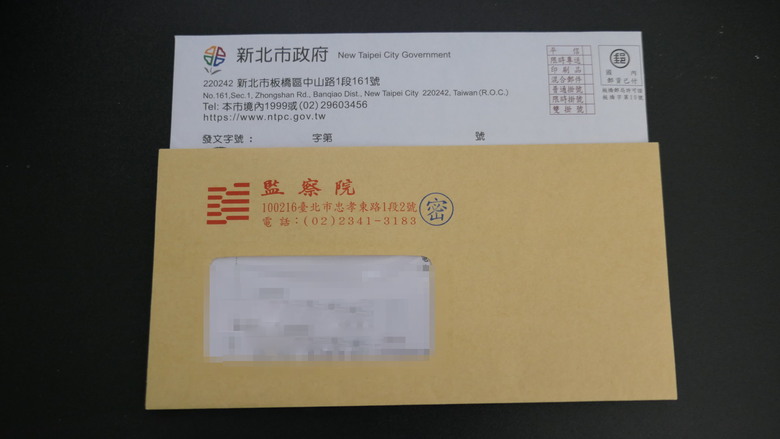 新北市政府 New Taipei City Government
220242 新北市板橋區中山路1段161號
No.161,Sec.1, Zhongshan Rd., Banqiao Dist., New Taipei City 220242, Taiwan (R.O.C.)
Tel: 本市境內1999或(02) 29603456
https://www.ntpc.gov.tw
發文字號： 字第 號
平信
限時專送
印刷品
混合郵件
普通掛號
限時掛號
雙掛號
郵
國內
郵資已付
監察院
100216臺北市忠孝東路1段2號
電話：(02)2341-3183
密